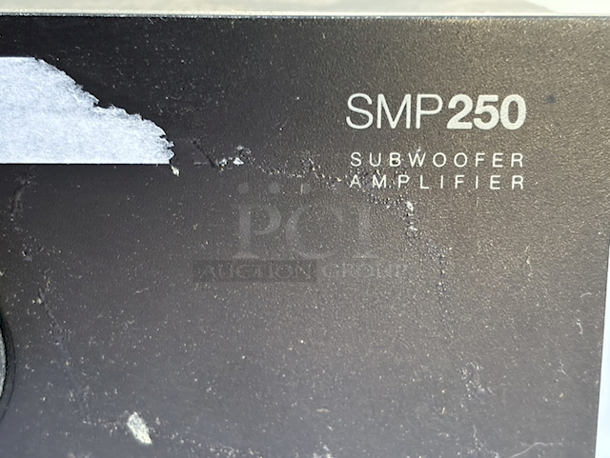 SMP250
SUBWOOFER
AMPLIFIER
PCI
AUCTION GROUP